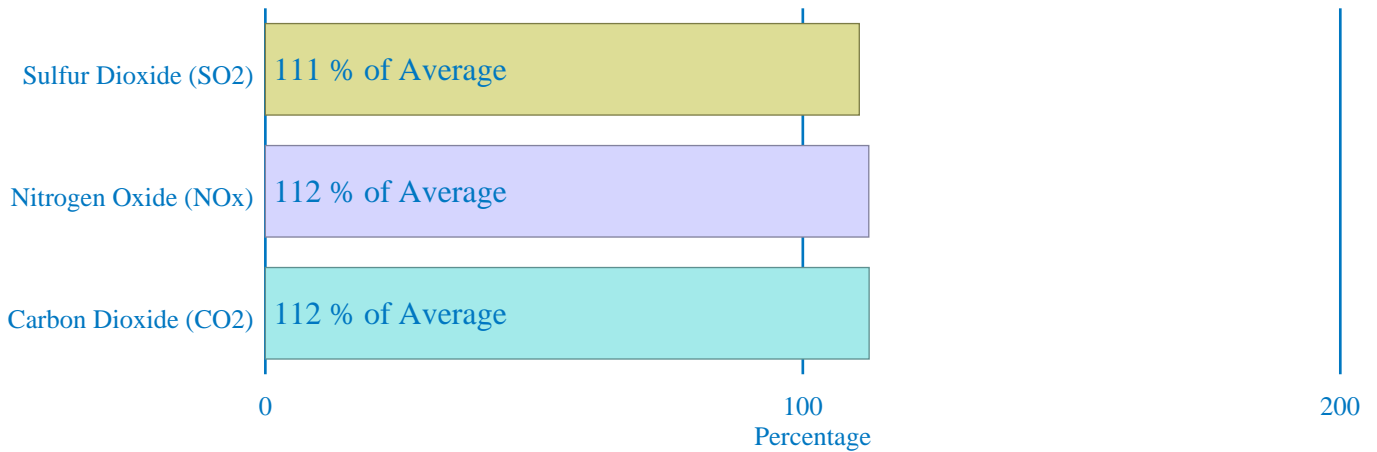 Sulfur Dioxide (SO2)
111 % of Average
Nitrogen Oxide (NOx)
112 % of Average
Carbon Dioxide (CO2)
112 % of Average
0
100
200
Percentage